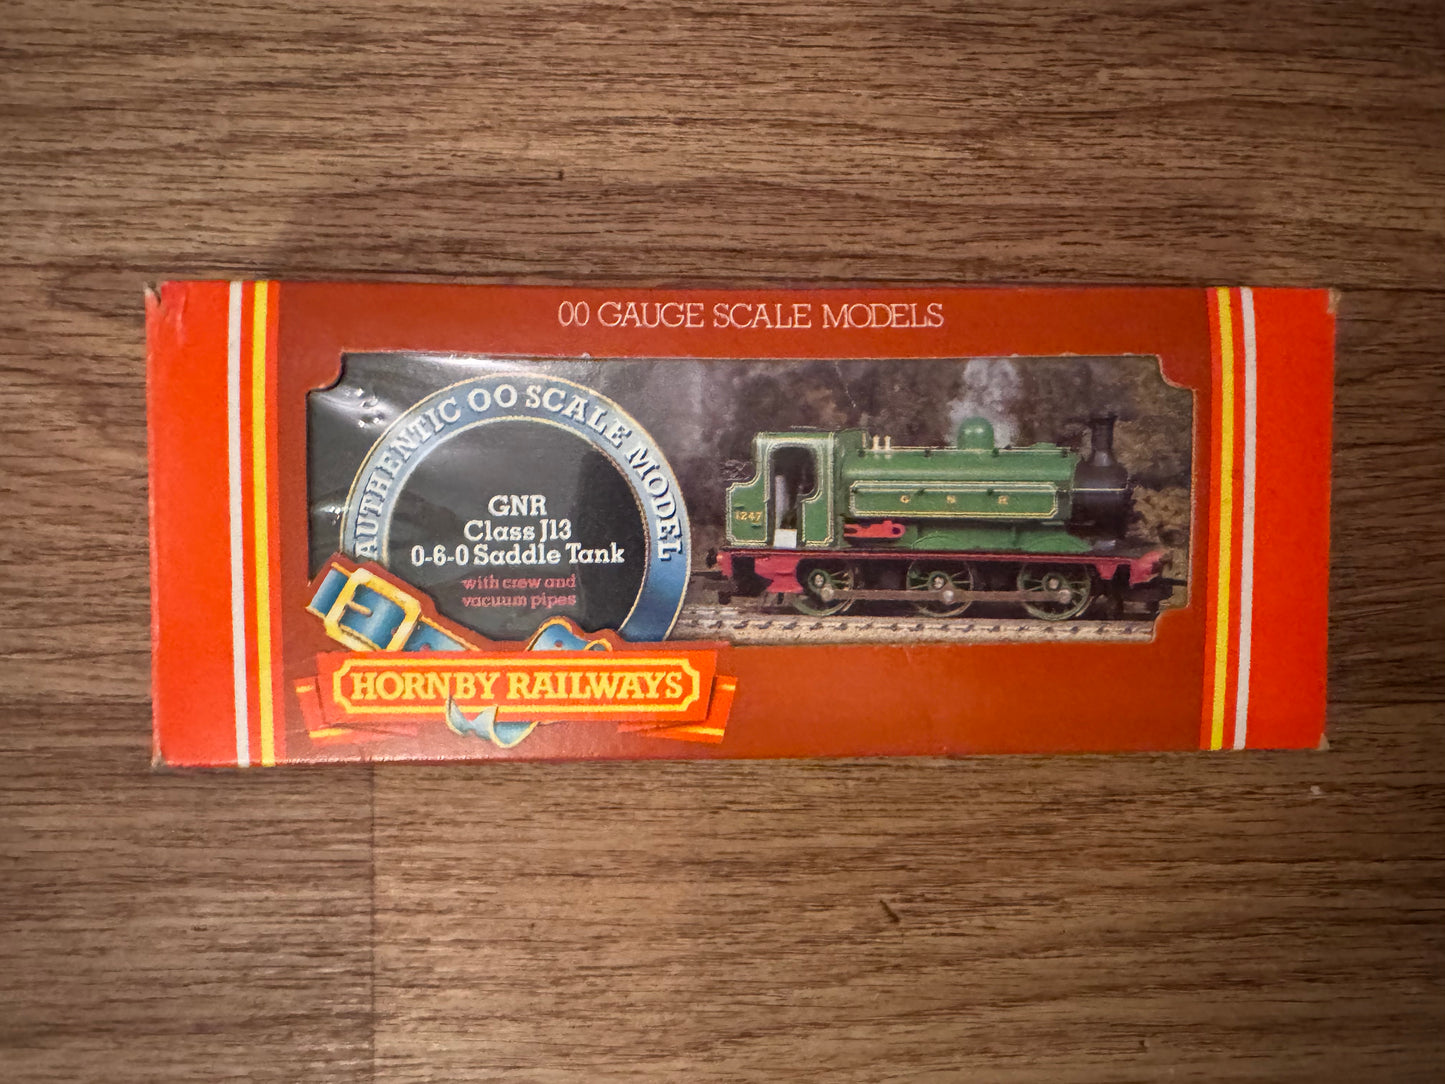 00 GAUGE SCALE MODELS
AUTHENTIC OO SCALE MODEL
GNR
Class J13
0-6-0 Saddle Tank
with crew and
vacuum pipes
G N R
1247
HORNBY RAILWAYS